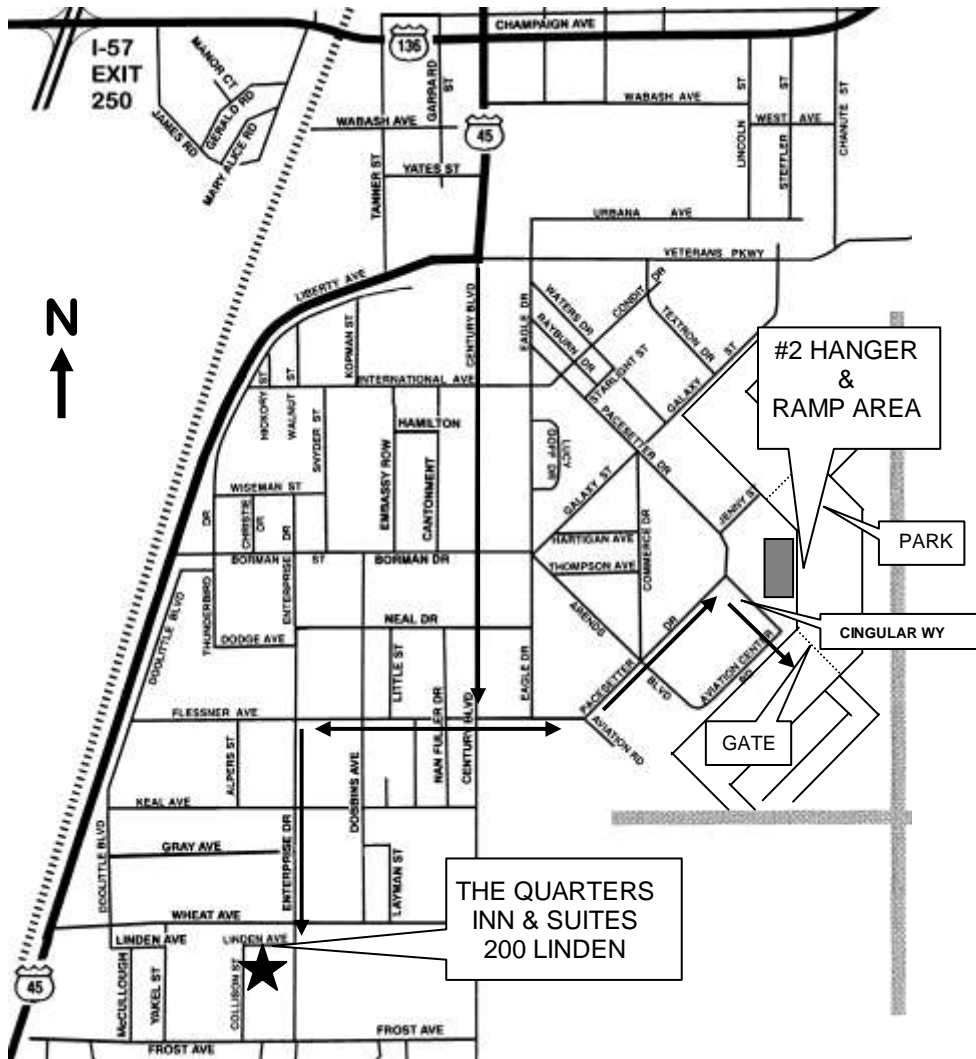 CHAMPAIGN AVE
I-57
EXIT
250
136
MANOR CT
GERALD RD
JAMES RD
MARY ALICE RD
GARRARD ST
WABASH AVE
WABASH AVE
45
YATES ST
TANNER ST
LINCOLN ST
WEST AVE
STEFFLER ST
CHANUTE ST
URBANA AVE
VETERANS PKWY
N
LIBERTY AVE
CENTURY BLVD
EAGLE DR
WATERS DR
RAYBURN DR
CONDIT DR
STARLIGHT ST
TEXTRON DR
GALAXY ST
PACESETTER DR
KOPMAN ST
INTERNATIONAL AVE
HICKORY ST
WALNUT ST
SNYDER ST
HAMILTON
EMBASSY ROW
CANTONMENT
LUCY GOFF DR
GALAXY ST
WISEMAN ST
CHRISTIE DR
ENTERPRISE DR
THUNDERBIRD DR
BORMAN ST
BORMAN DR
HARTIGAN AVE
THOMPSON AVE
COMMERCE DR
JENNY ST
#2 HANGER
&
RAMP AREA
PARK
CINGULAR WY
GATE
ARENDS BLVD
PACESETTER DR
AVIATION CENTER RD
AVIATION RD
DOOLITTLE BLVD
DODGE AVE
NEAL DR
LITTLE ST
EAGLE DR
FLESSNER AVE
NAN FULLER DR
CENTURY BLVD
ALPERS ST
DOBBINS AVE
KEAL AVE
GRAY AVE
DOOLITTLE BLVD
ENTERPRISE DR
LAYMAN ST
WHEAT AVE
LINDEN AVE
LINDEN AVE
THE QUARTERS
INN & SUITES
200 LINDEN
McCULLOUGH
YAKEL ST
COLLISON ST
45
FROST AVE
FROST AVE